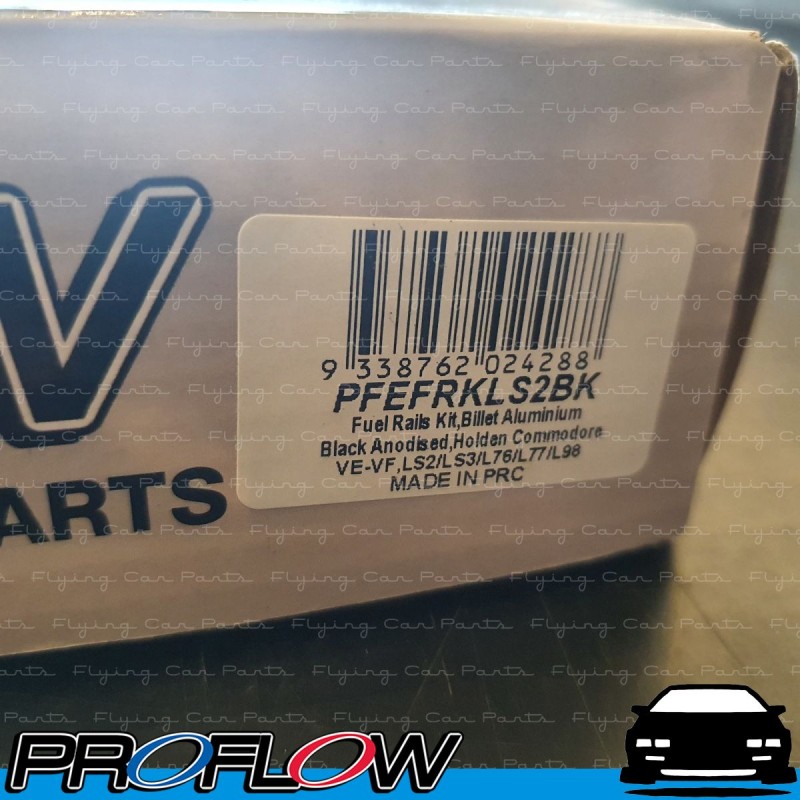 W
PARTS
9 338762 024288
PFEFRKLS2BK
Fuel Rails Kit,Billet Aluminium
Black Anodised,Holden Commodore
VE-VF,LS2/LS3/L76/L77/L98
MADE IN PRC
Flying Car Parts
PROFLOW